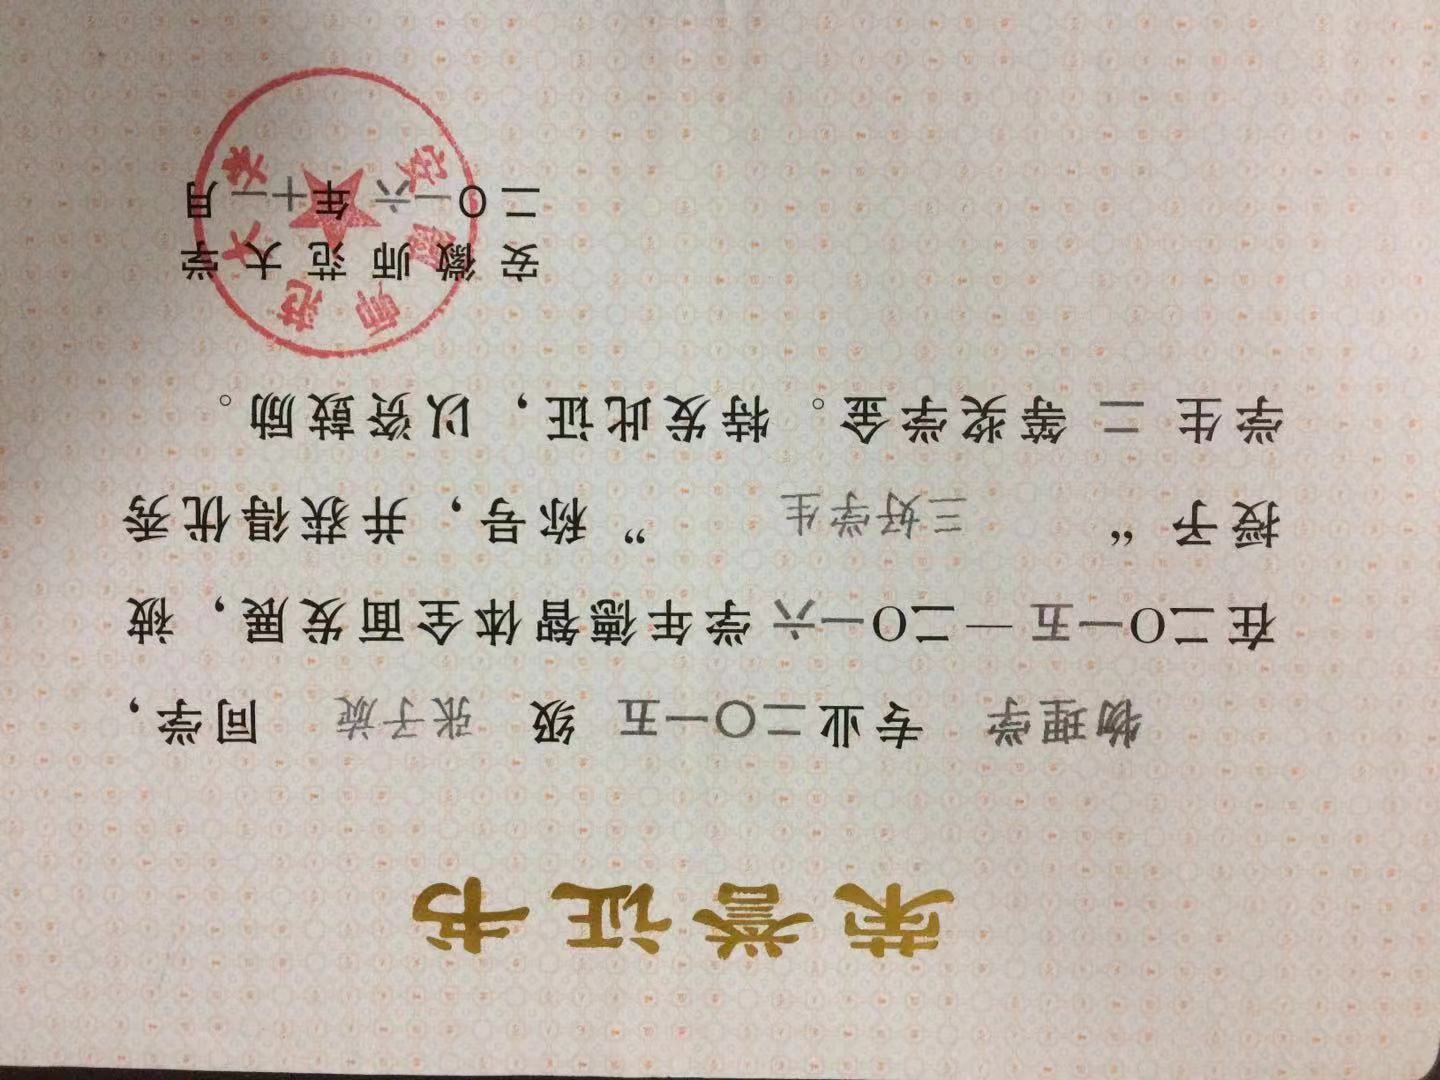 荣誉证书
物理学 专业二〇一五 级 张子旋 同学，
在二〇一五—二〇一六学年德智体全面发展，被
授予“ 三好学生 ”称号，并获得优秀
学生 二 等奖学金。特发此证，以资鼓励。
安徽师范大学
二〇一六年十一月
安徽师范大学